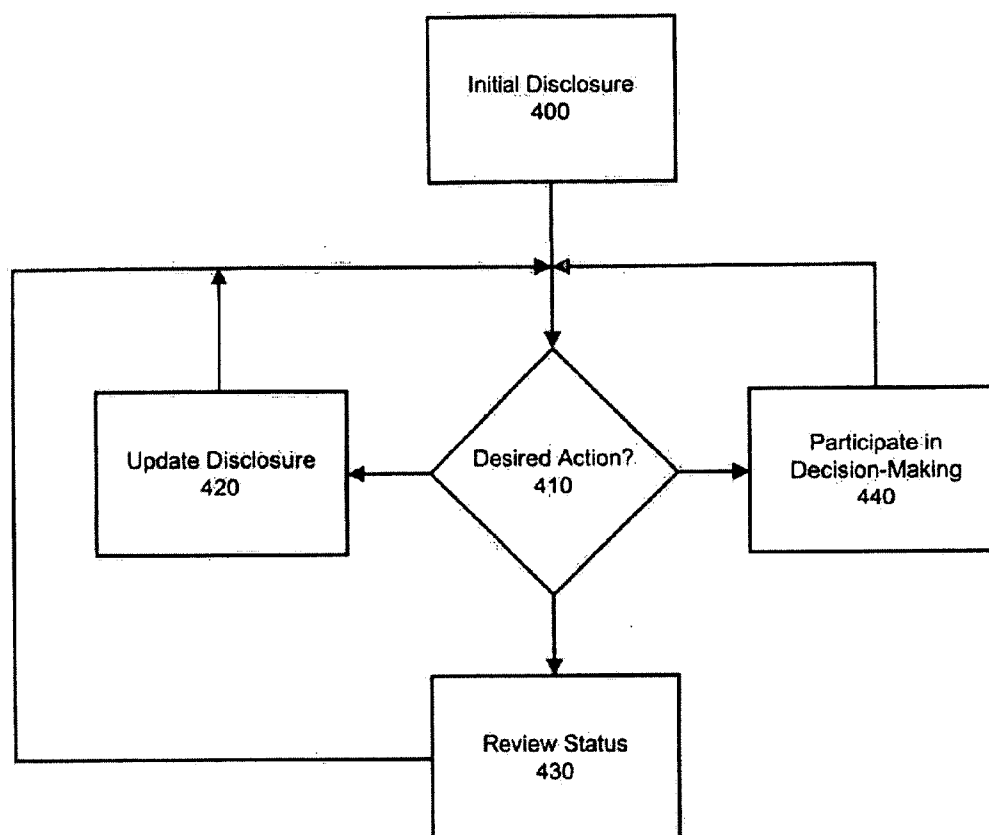 Initial Disclosure
400
Update Disclosure
420
Desired Action?
410
Participate in
Decision-Making
440
Review Status
430